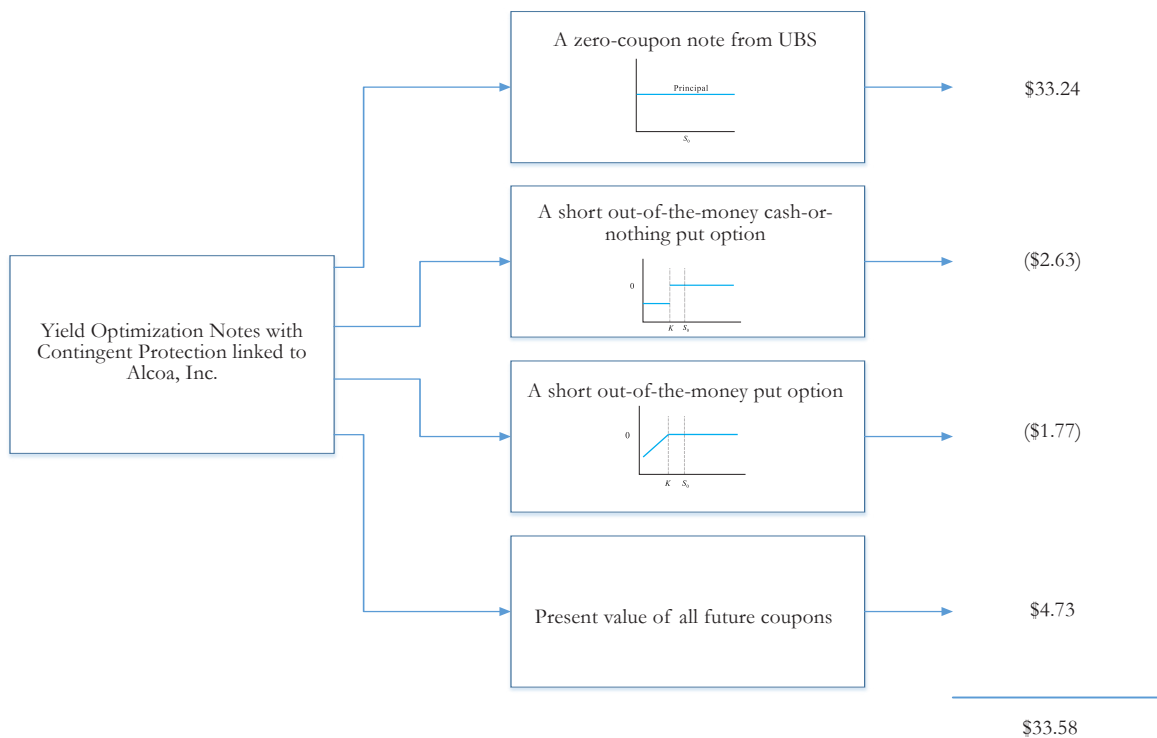 Yield Optimization Notes with
Contingent Protection linked to
Alcoa, Inc.
A zero-coupon note from UBS
Principal
S₀
$33.24
A short out-of-the-money cash-or-
nothing put option
0
K S₀
($2.63)
A short out-of-the-money put option
0
K S₀
($1.77)
Present value of all future coupons
$4.73
$33.58